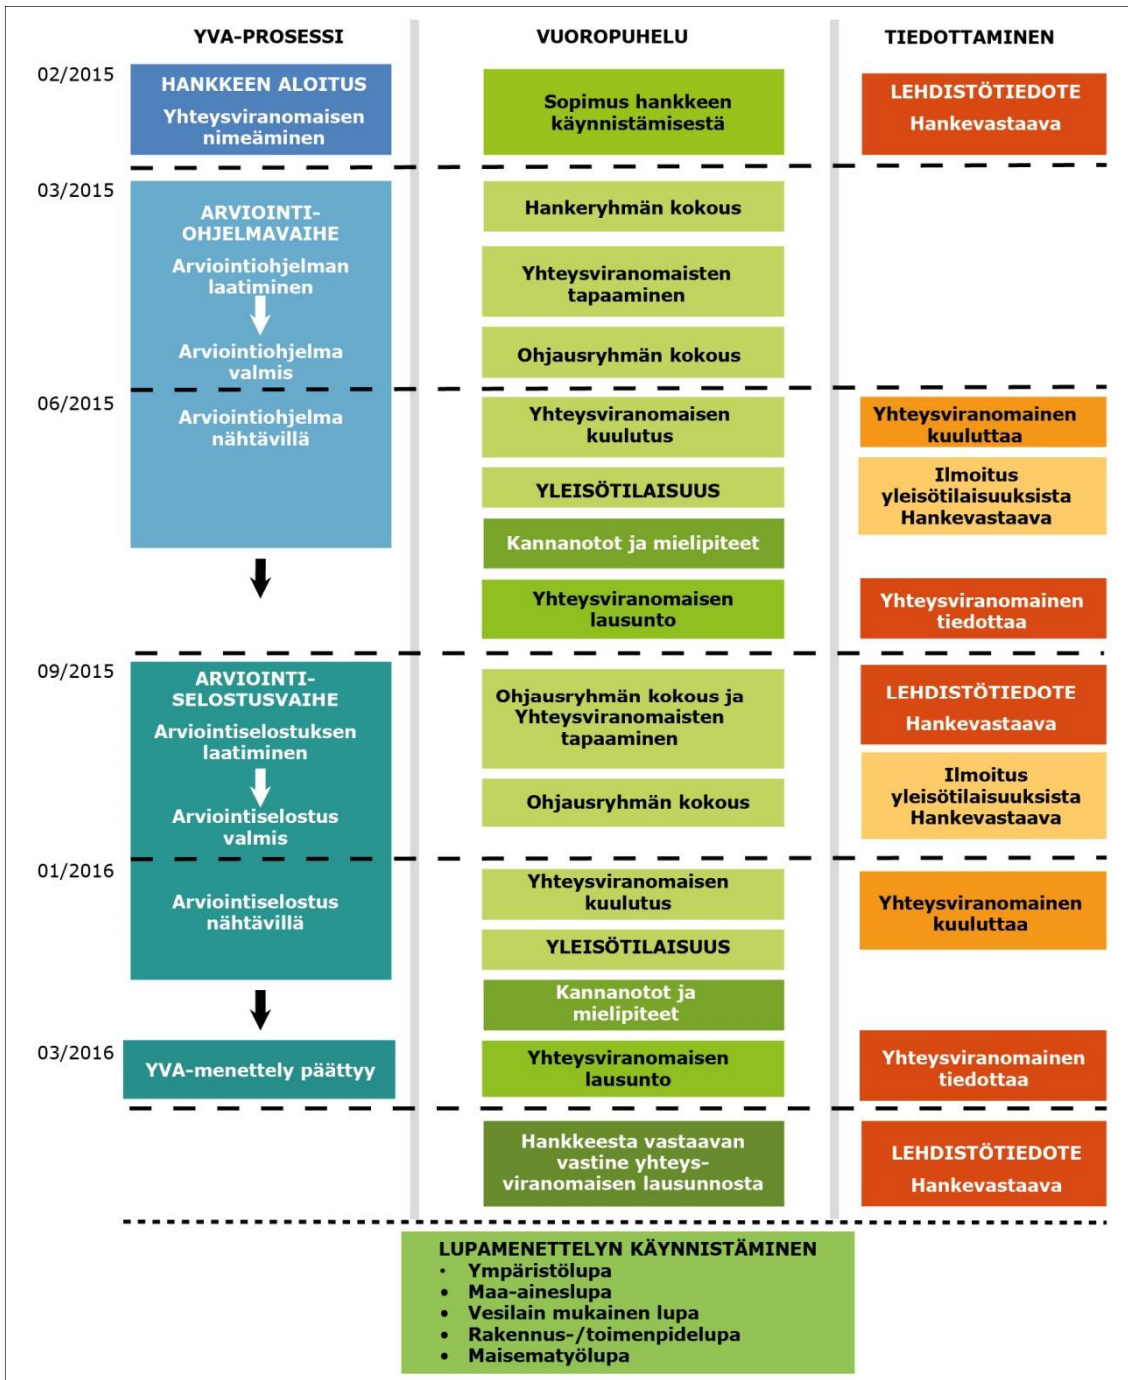 YVA-PROSESSI
VUOROPUHELU
TIEDOTTAMINEN
02/2015
HANKKEEN ALOITUS
Yhteysviranomaisen
nimeäminen
Sopimus hankkeen
käynnistämisestä
LEHDISTÖTIEDOTE
Hankevastaava
03/2015
ARVIOINTI-
OHJELMAVAIHE
Arviointiohjelman
laatiminen
Arviointiohjelma
valmis
Hankeryhmän kokous
Yhteysviranomaisten
tapaaminen
Ohjausryhmän kokous
06/2015
Arviointiohjelma
nähtävillä
Yhteysviranomaisen
kuulutus
YLEISÖTILAISUUS
Kannanotot ja mielipiteet
Yhteysviranomaisen
lausunto
Yhteysviranomainen
kuuluttaa
Ilmoitus
yleisötilaisuuksista
Hankevastaava
Yhteysviranomainen
tiedottaa
09/2015
ARVIOINTI-
SELOSTUSVAIHE
Arviointiselostuksen
laatiminen
Arviointiselostus
valmis
Ohjausryhmän kokous ja
Yhteysviranomaisten
tapaaminen
Ohjausryhmän kokous
LEHDISTÖTIEDOTE
Hankevastaava
Ilmoitus
yleisötilaisuuksista
Hankevastaava
01/2016
Arviointiselostus
nähtävillä
Yhteysviranomaisen
kuulutus
YLEISÖTILAISUUS
Kannanotot ja
mielipiteet
Yhteysviranomainen
kuuluttaa
03/2016
YVA-menettely päättyy
Yhteysviranomaisen
lausunto
Yhteysviranomainen
tiedottaa
Hankkeesta vastaavan
vastine yhteys-
viranomaisen lausunnosta
LEHDISTÖTIEDOTE
Hankevastaava
LUPAMENETTELYN KÄYNNISTÄMINEN
• Ympäristölupa
• Maa-aineslupa
• Vesilain mukainen lupa
• Rakennus-/toimenpidelupa
• Maisematyölupa